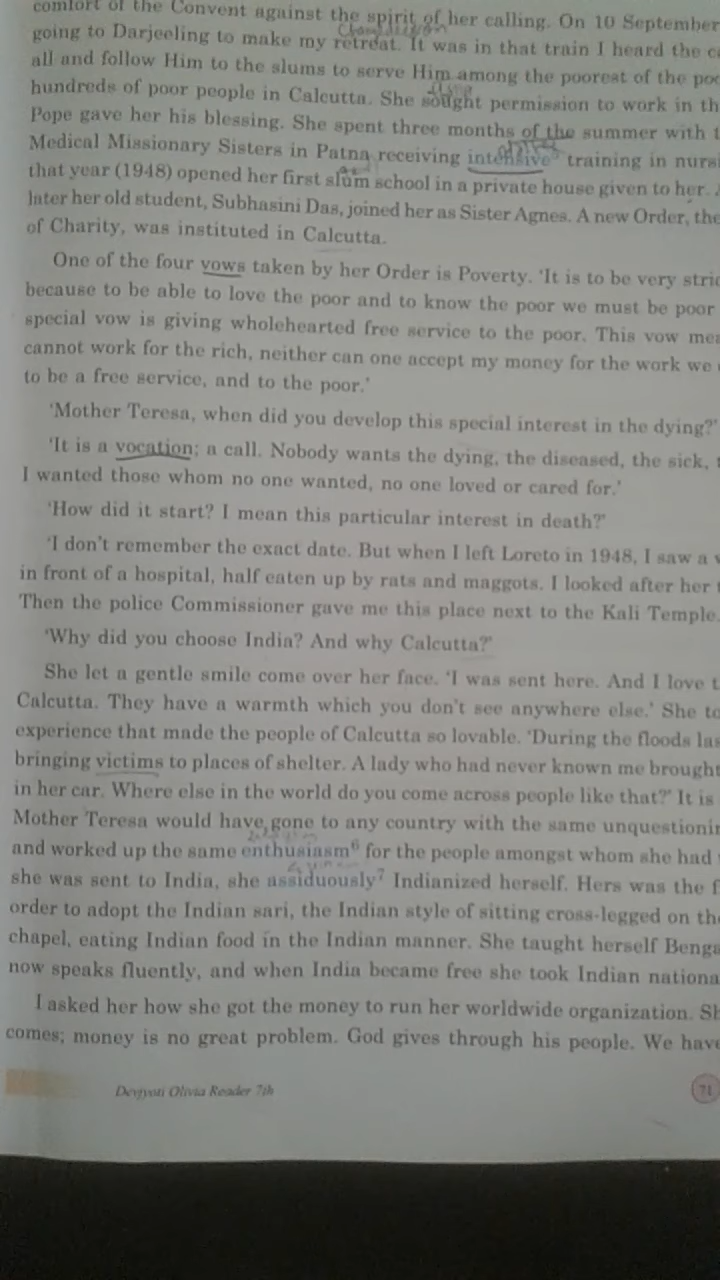 comfort of the Convent against the spirit of her calling. On 10 September
going to Darjeeling to make my retreat. It was in that train I heard the
all and follow Him to the slums to serve Him among the poorest of the
hundreds of poor people in Calcutta. She sought permission to work in
Pope gave her his blessing. She spent three months of the summer with
Medical Missionary Sisters in Patna receiving intensive⁵ training in
that year (1948) opened her first slum school in a private house given to her.
later her old student, Subhasini Das, joined her as Sister Agnes. A new Order, the
of Charity, was instituted in Calcutta.
One of the four vows taken by her Order is Poverty. 'It is to be very
because to be able to love the poor and to know the poor we must be poor
special vow is giving wholehearted free service to the poor. This vow
cannot work for the rich, neither can one accept my money for the work we
to be a free service, and to the poor.'
'Mother Teresa, when did you develop this special interest in the dying?'
'It is a vocation; a call. Nobody wants the dying, the diseased, the sick,
I wanted those whom no one wanted, no one loved or cared for.'
'How did it start? I mean this particular interest in death?'
'I don't remember the exact date. But when I left Loreto in 1948, I saw a
in front of a hospital, half eaten up by rats and maggots. I looked after her
Then the police Commissioner gave me this place next to the Kali Temple.
'Why did you choose India? And why Calcutta?'
She let a gentle smile come over her face. 'I was sent here. And I love
Calcutta. They have a warmth which you don't see anywhere else.' She
experience that made the people of Calcutta so lovable. 'During the floods
bringing victims to places of shelter. A lady who had never known me brought
in her car. Where else in the world do you come across people like that?' It is
Mother Teresa would have gone to any country with the same
and worked up the same enthusiasm⁶ for the people amongst whom she had
she was sent to India, she assiduously⁷ Indianized herself. Hers was the
order to adopt the Indian sari, the Indian style of sitting cross-legged on
chapel, eating Indian food in the Indian manner. She taught herself
now speaks fluently, and when India became free she took Indian
I asked her how she got the money to run her worldwide organization.
comes; money is no great problem. God gives through his people. We
Devjyoti Olivia Reader 7th
71